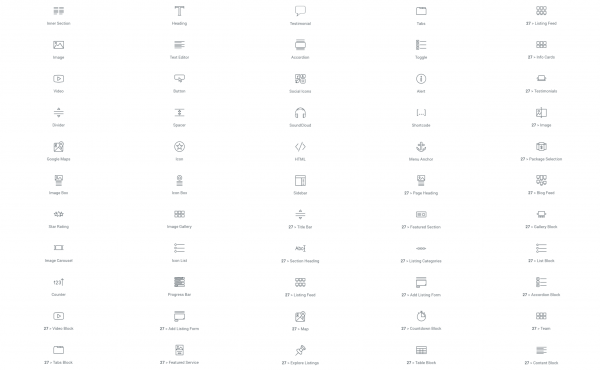 Inner Section
Heading
Testimonial
Tabs
27 > Listing Feed
Image
Text Editor
Accordion
Toggle
27 > Info Cards
Video
Button
Social Icons
Alert
27 > Testimonials
Divider
Spacer
SoundCloud
Shortcode
[...]
27 > Image
Google Maps
Icon
HTML
Menu Anchor
27 > Package Selection
Image Box
Icon Box
Sidebar
27 > Page Heading
27 > Blog Feed
Star Rating
Image Gallery
27 > Title Bar
27 > Featured Section
27 > Gallery Block
Image Carousel
Icon List
Abc
27 > Section Heading
27 > Listing Categories
27 > List Block
123
Counter
Progress Bar
27 > Listing Feed
27 > Add Listing Form
27 > Accordion Block
27 > Video Block
27 > Add Listing Form
27 > Map
27 > Countdown Block
27 > Team
27 > Tabs Block
27 > Featured Service
27 > Explore Listings
27 > Table Block
27 > Content Block